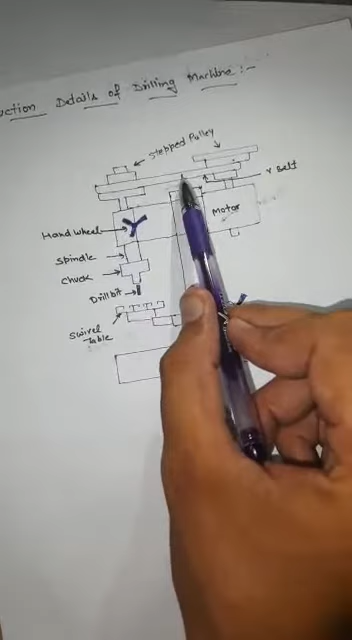 uction Details of Drilling Machine:-
Stepped Pulley
V Belt
Motor
Hand wheel
Spindle
Chuck
Drill bit
Swivel
Table